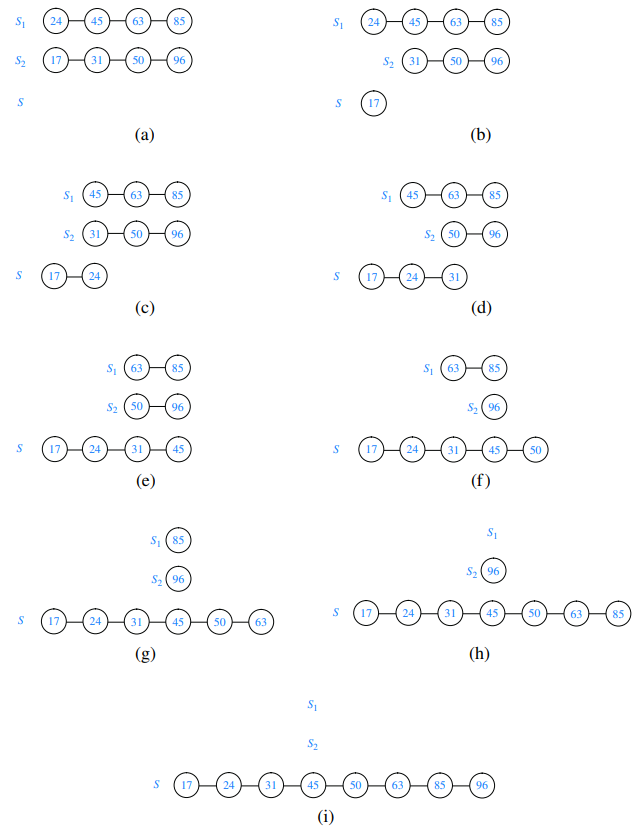 S1 24 45 63 85
S2 17 31 50 96
S
(a)
S1 24 45 63 85
S2 31 50 96
S 17
(b)
S1 45 63 85
S2 31 50 96
S 17 24
(c)
S1 45 63 85
S2 50 96
S 17 24 31
(d)
S1 63 85
S2 50 96
S 17 24 31 45
(e)
S1 63 85
S2 96
S 17 24 31 45 50
(f)
S1 85
S2 96
S 17 24 31 45 50 63
(g)
S1
S2 96
S 17 24 31 45 50 63 85
(h)
S1
S2
S 17 24 31 45 50 63 85 96
(i)